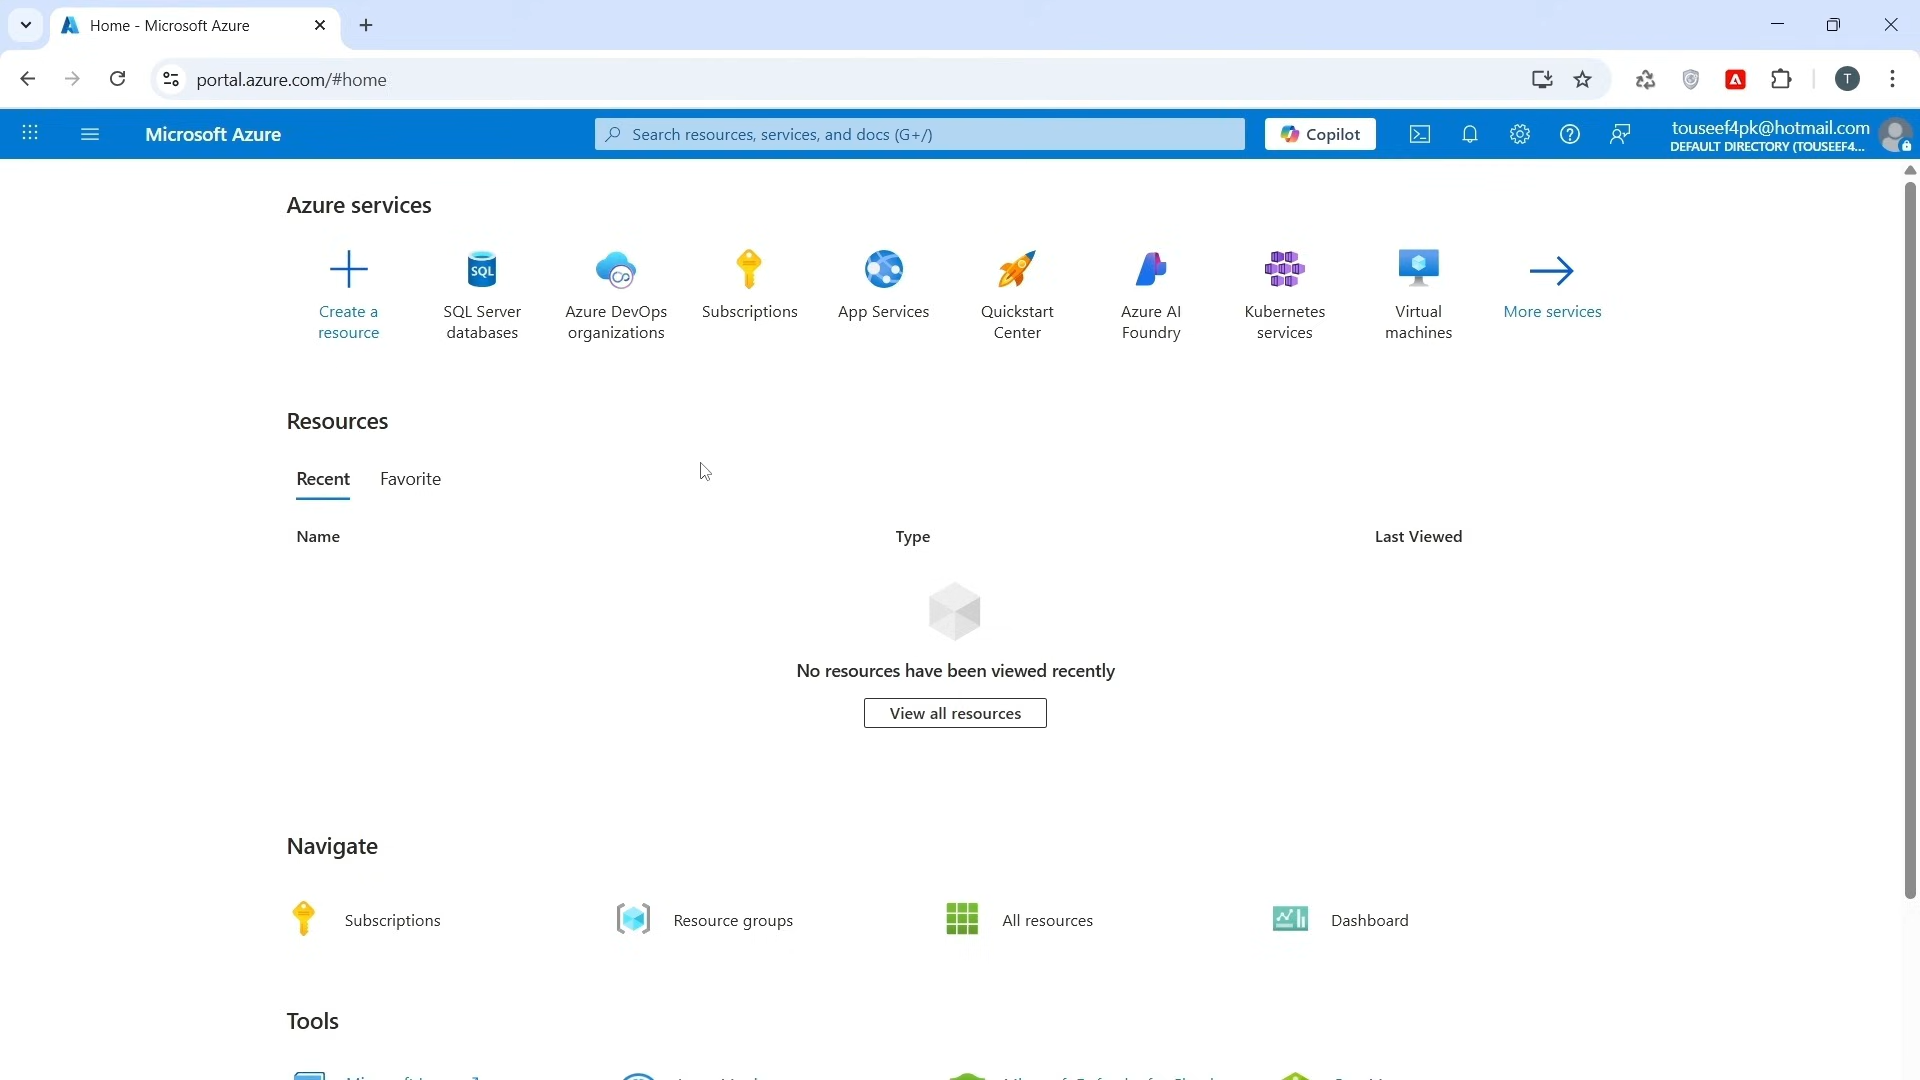 Home - Microsoft Azure
portal.azure.com/#home
T
Microsoft Azure
Search resources, services, and docs (G+/)
Copilot
touseef4pk@hotmail.com
DEFAULT DIRECTORY (TOUSEEF4...
Azure services
Create a resource
SQL
SQL Server databases
Azure DevOps organizations
Subscriptions
App Services
Quickstart Center
Azure AI Foundry
Kubernetes services
Virtual machines
More services
Resources
Recent Favorite
Name Type Last Viewed
No resources have been viewed recently
View all resources
Navigate
Subscriptions Resource groups All resources Dashboard
Tools